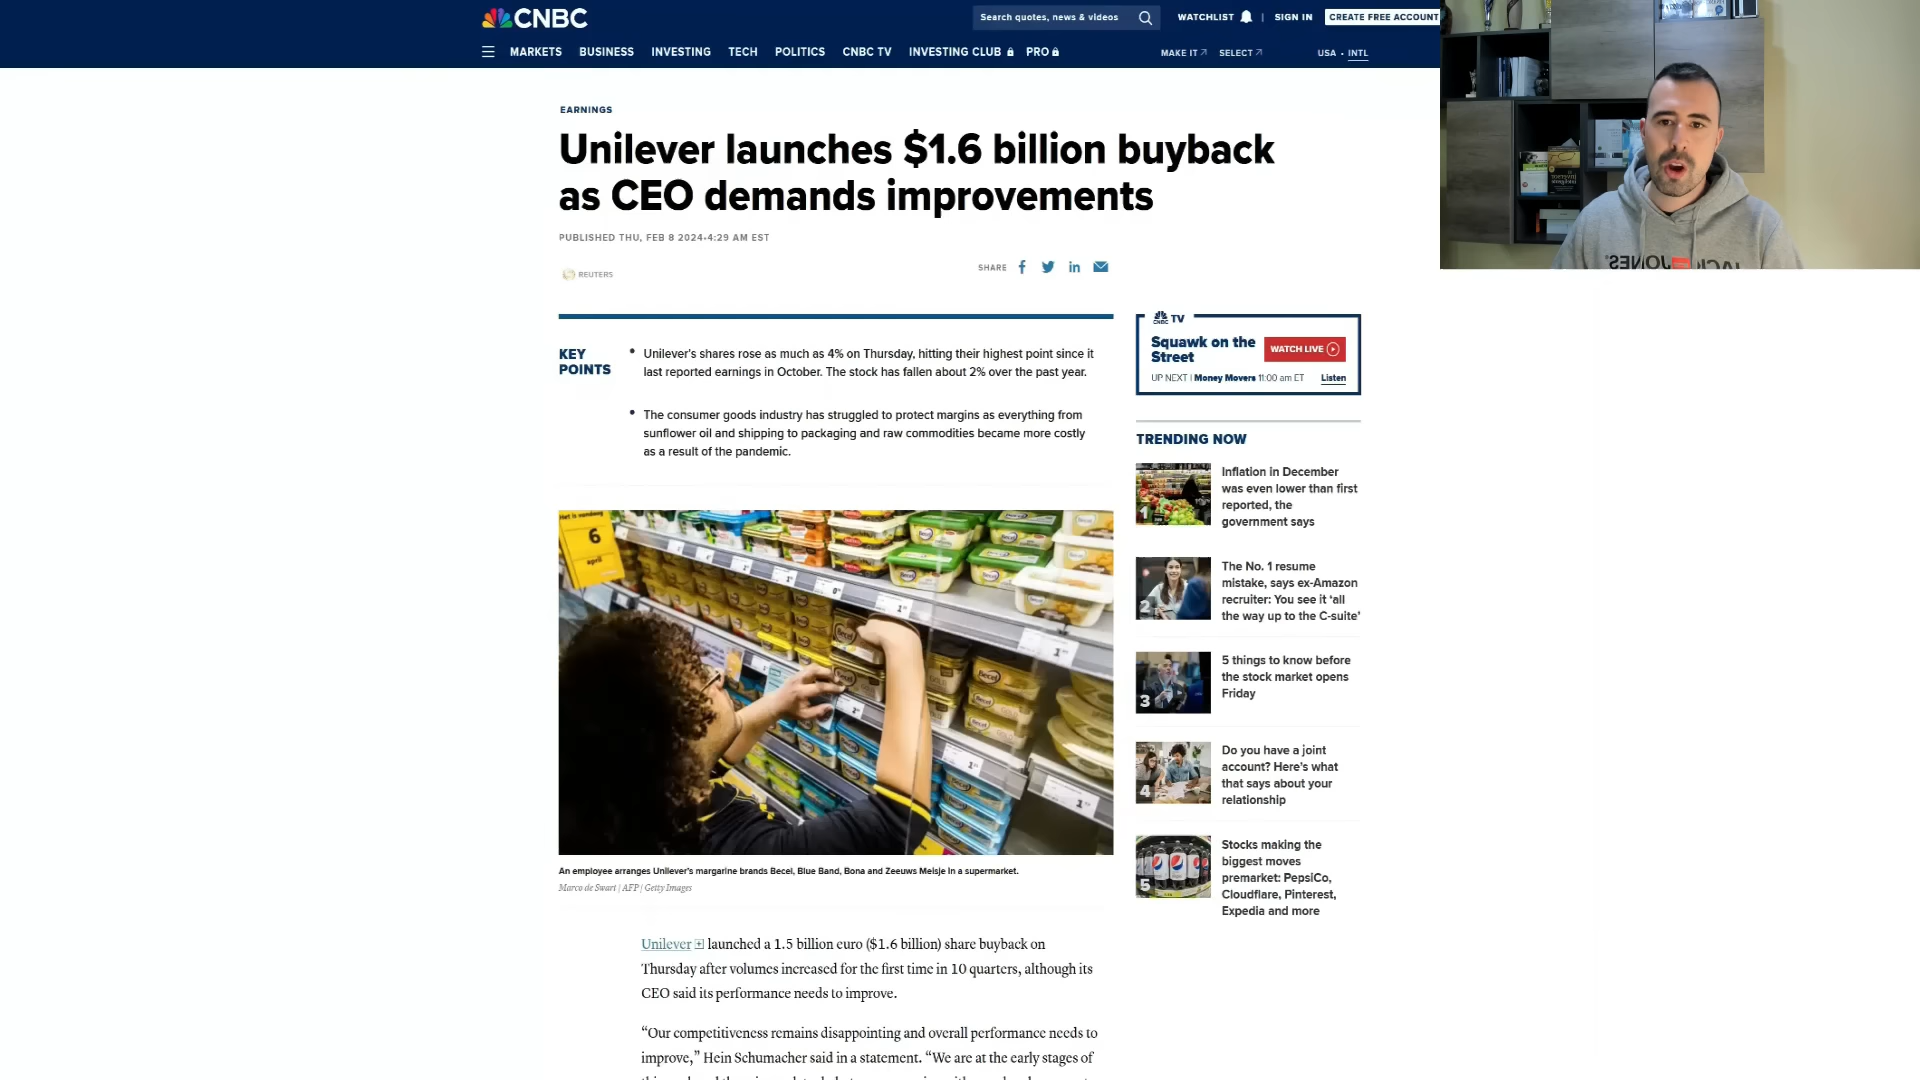 CNBC
Search quotes, news & videos
WATCHLIST
SIGN IN
CREATE FREE ACCOUNT
MARKETS BUSINESS INVESTING TECH POLITICS CNBC TV INVESTING CLUB PRO
MAKE IT SELECT
USA • INTL
EARNINGS
Unilever launches $1.6 billion buyback
as CEO demands improvements
PUBLISHED THU, FEB 8 2024•4:29 AM EST
REUTERS
SHARE
KEY
POINTS
• Unilever's shares rose as much as 4% on Thursday, hitting their highest point since it
last reported earnings in October. The stock has fallen about 2% over the past year.
• The consumer goods industry has struggled to protect margins as everything from
sunflower oil and shipping to packaging and raw commodities became more costly
as a result of the pandemic.
Het is vandaag
6
april
Becel
An employee arranges Unilever's margarine brands Becel, Blue Band, Bona and Zeeuws Meisje in a supermarket.
Marco de Swart | AFP | Getty Images
Unilever launched a 1.5 billion euro ($1.6 billion) share buyback on
Thursday after volumes increased for the first time in 10 quarters, although its
CEO said its performance needs to improve.
“Our competitiveness remains disappointing and overall performance needs to
improve,” Hein Schumacher said in a statement. “We are at the early stages of
CNBC TV
Squawk on the
Street
WATCH LIVE
UP NEXT | Money Movers 11:00 am ET
Listen
TRENDING NOW
1
Inflation in December
was even lower than first
reported, the
government says
2
The No. 1 resume
mistake, says ex-Amazon
recruiter: You see it ‘all
the way up to the C-suite’
3
5 things to know before
the stock market opens
Friday
4
Do you have a joint
account? Here's what
that says about your
relationship
5
Stocks making the
biggest moves
premarket: PepsiCo,
Cloudflare, Pinterest,
Expedia and more
JACK & JONES